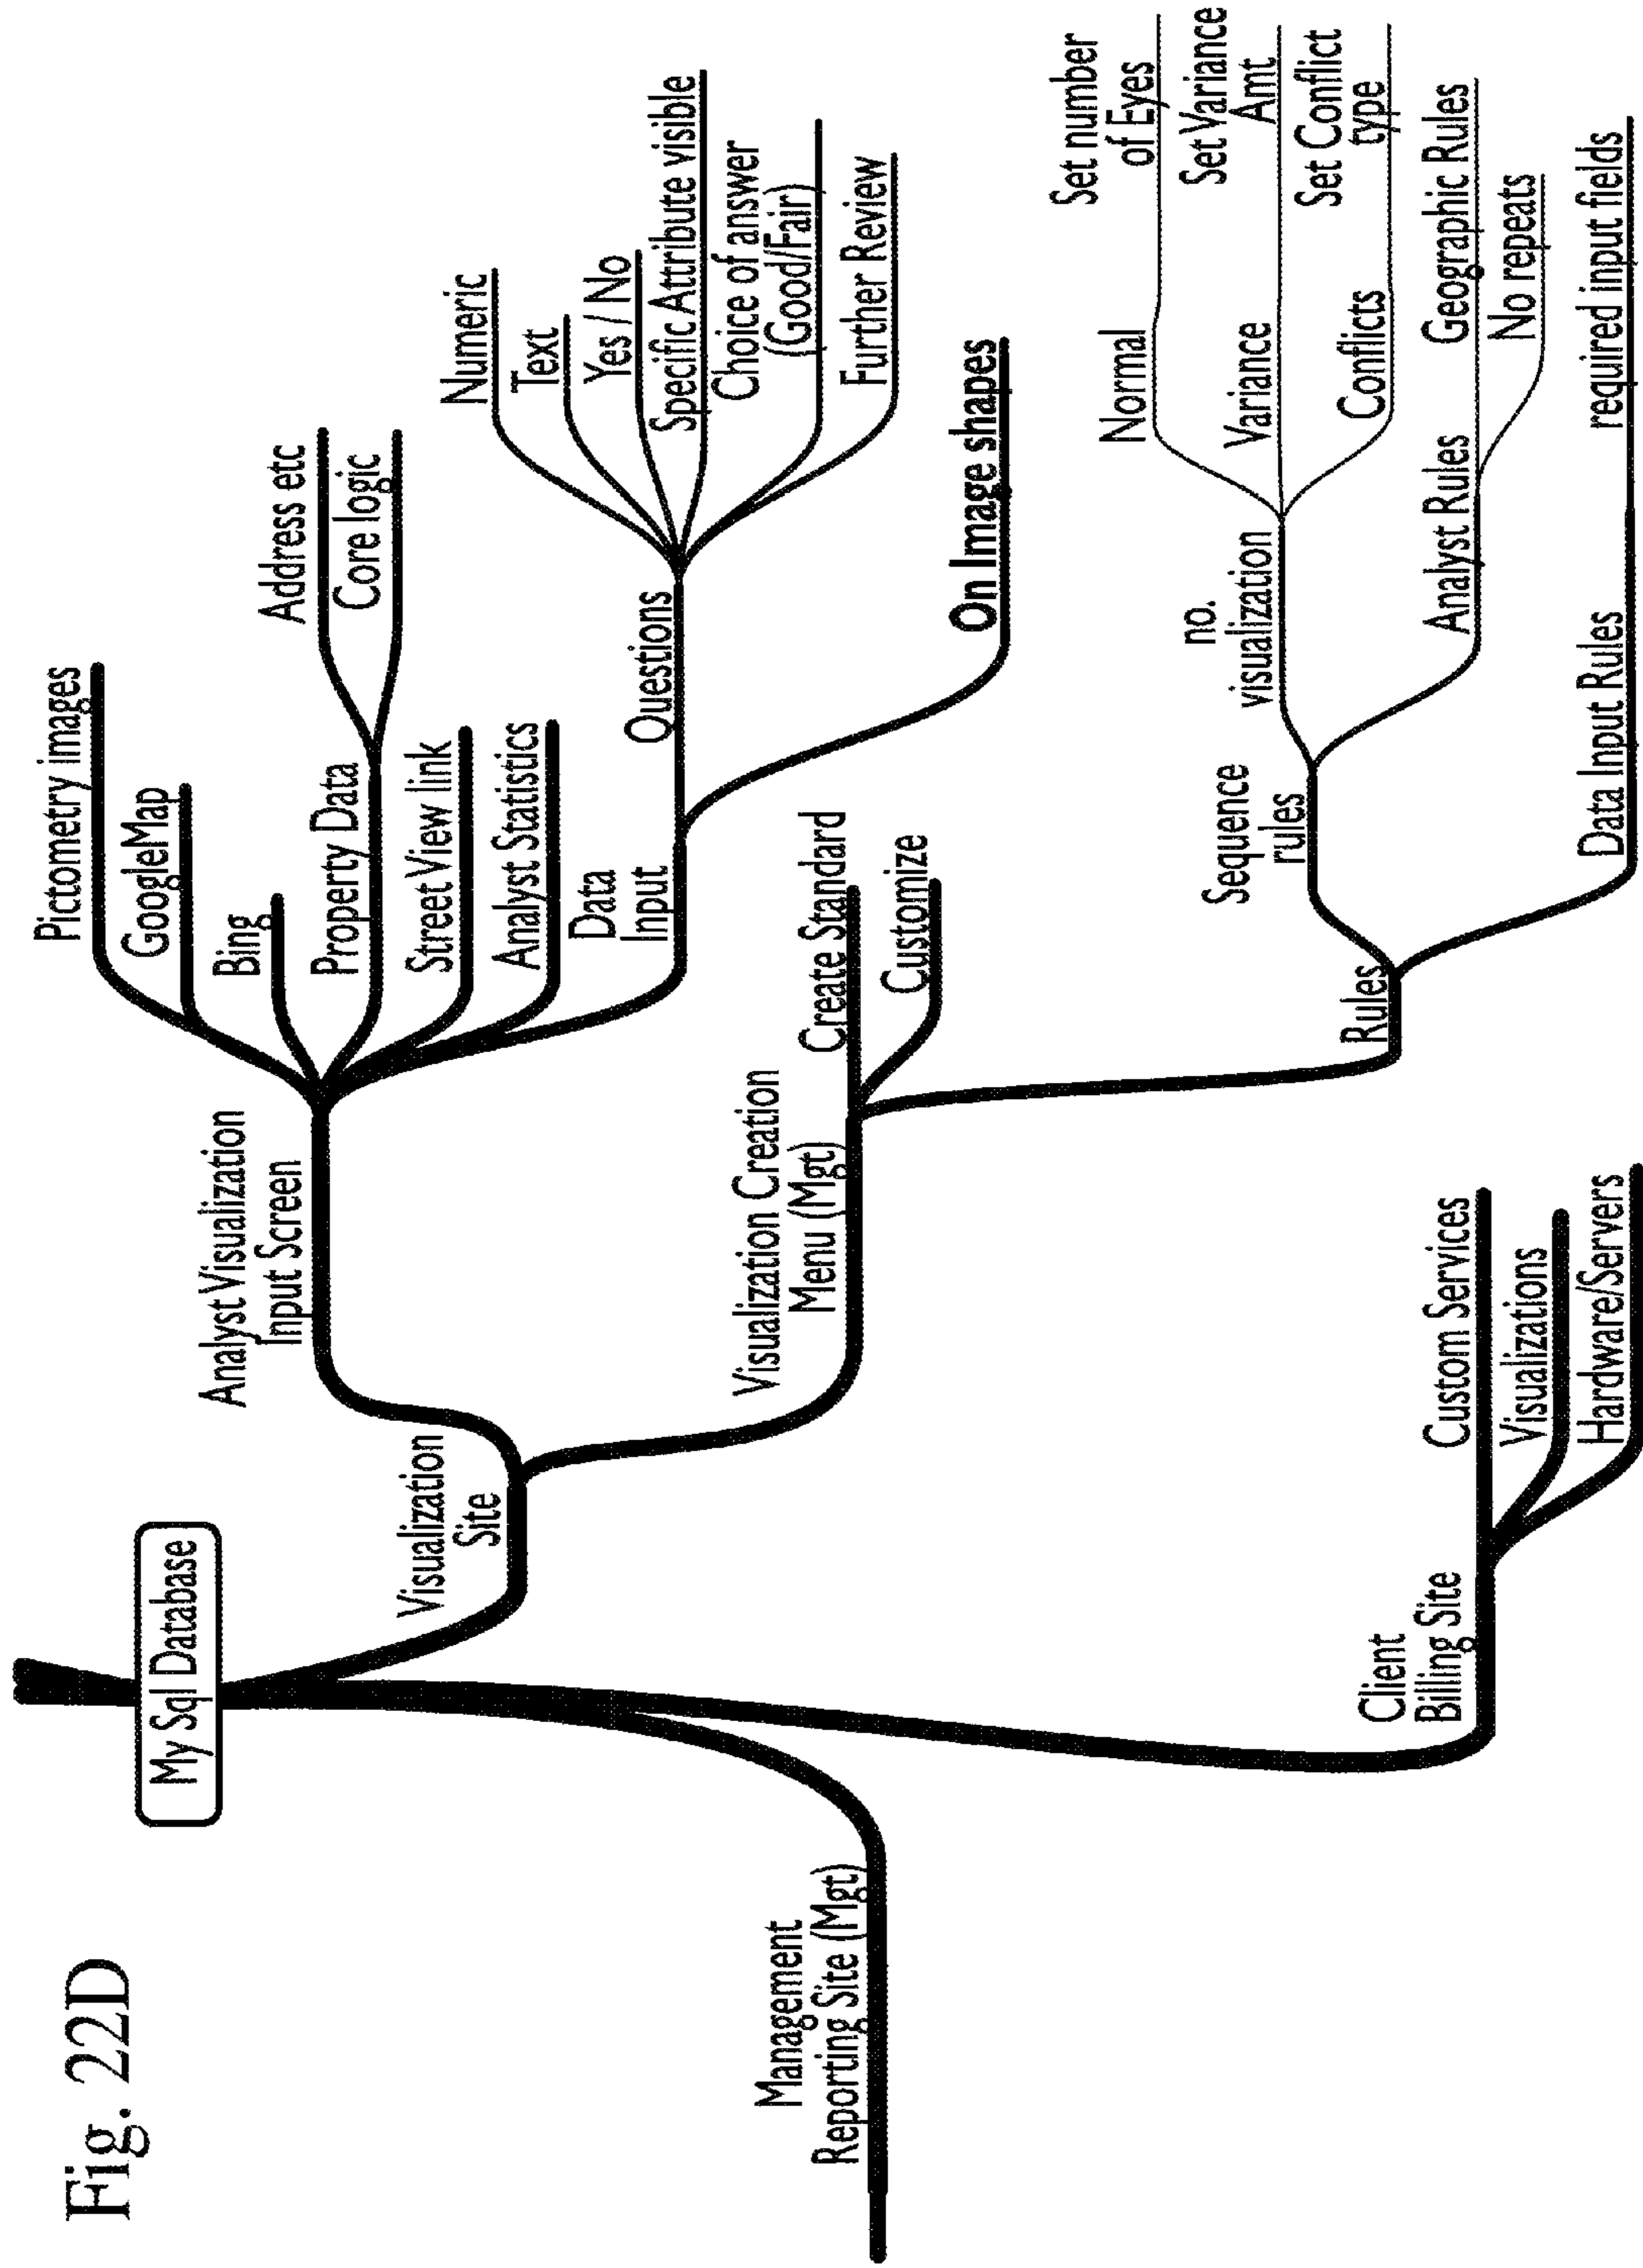 Fig. 22D
My Sql Database
Management
Reporting Site (Mgt)
Visualization
Site
Analyst Visualization
Input Screen
Pictometry images
GoogleMap
Bing
Property Data
Address etc
Core logic
Street View link
Analyst Statistics
Data
Input
Questions
Numeric
Text
Yes / No
Specific Attribute visible
Choice of answer
(Good/Fair)
Further Review
On Image shapes
Visualization Creation
Menu (Mgt)
Create Standard
Customize
Rules
Sequence
rules
no.
visualization
Normal
Set number
of Eyes
Variance
Set Variance
Amt
Conflicts
Set Conflict
type
Analyst Rules
Geographic Rules
No repeats
Data Input Rules
required input fields
Client
Billing Site
Custom Services
Visualizations
Hardware/Servers